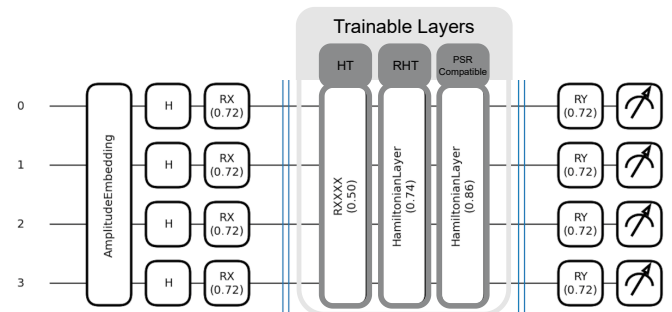 Trainable Layers
HT
RHT
PSR
Compatible
0
AmplitudeEmbedding
H
RX
(0.72)
RXXXX
(0.50)
HamiltonianLayer
(0.74)
HamiltonianLayer
(0.86)
RY
(0.72)
1
H
RX
(0.72)
RY
(0.72)
2
H
RX
(0.72)
RY
(0.72)
3
H
RX
(0.72)
RY
(0.72)